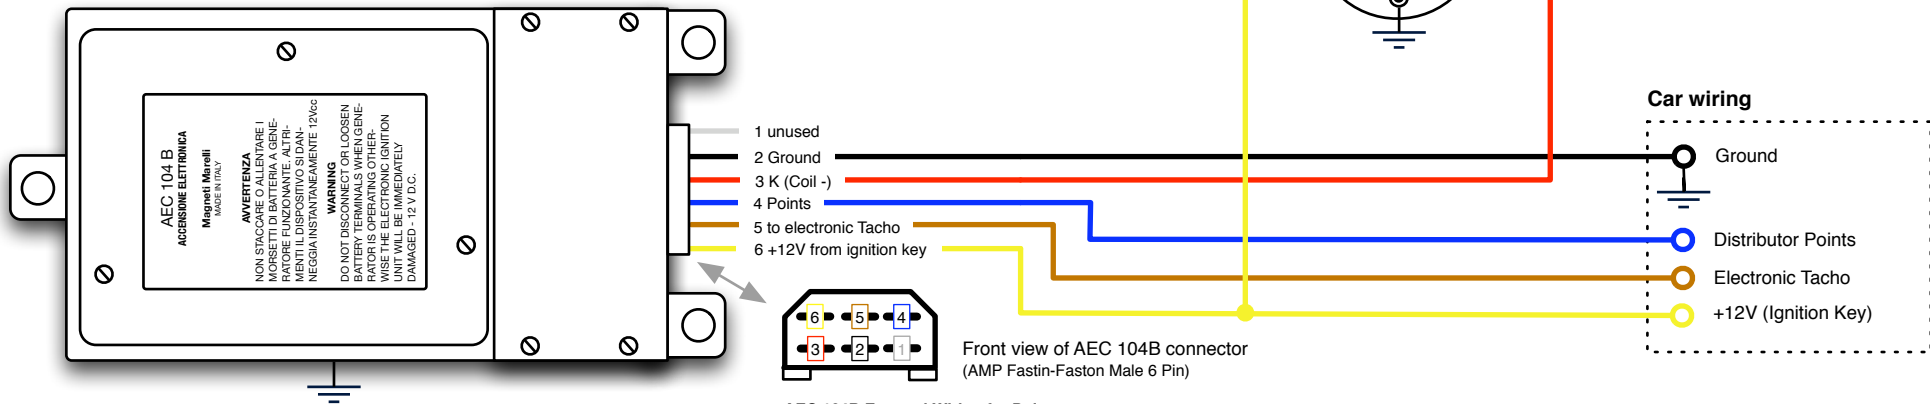 AEC 104 B
ACCENSIONE ELETTRONICA
Magneti Marelli
MADE IN ITALY
AVVERTENZA
NON STACCARE O ALLENTARE I
MORSETTI DI BATTERIA A GENE-
RATORE FUNZIONANTE. ALTRI-
MENTI IL DISPOSITIVO SI DAN-
NEGGIA INSTANTANEAMENTE 12Vcc
WARNING
DO NOT DISCONNECT OR LOOSEN
BATTERY TERMINALS WHEN GENE-
RATOR IS OPERATING OTHER-
WISE THE ELECTRONIC IGNITION
UNIT WILL BE IMMEDIATELY
DAMAGED - 12 V D.C.
1 unused
2 Ground
3 K (Coil -)
4 Points
5 to electronic Tacho
6 +12V from ignition key
6 5 4
3 2 1
Front view of AEC 104B connector
(AMP Fastin-Faston Male 6 Pin)
Car wiring
Ground
Distributor Points
Electronic Tacho
+12V (Ignition Key)